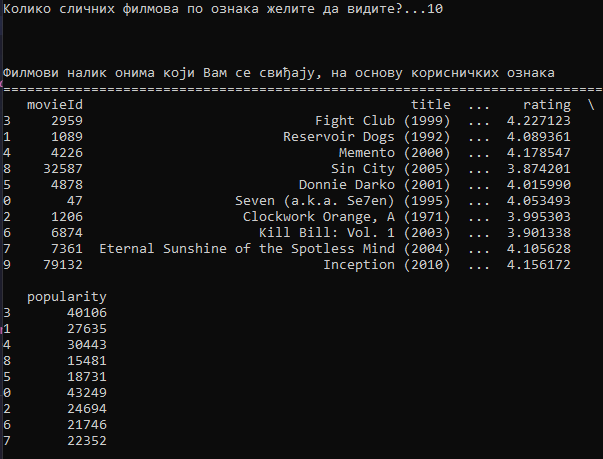 Колико сличних филмова по ознака желите да видите?...10
Филмови налик онима који Вам се свиђају, на основу корисничких ознака
===========================================================================
movieId title ... rating \
3 2959 Fight Club (1999) ... 4.227123
1 1089 Reservoir Dogs (1992) ... 4.089361
4 4226 Memento (2000) ... 4.178547
8 32587 Sin City (2005) ... 3.874201
5 4878 Donnie Darko (2001) ... 4.015990
0 47 Seven (a.k.a. Se7en) (1995) ... 4.053493
2 1206 Clockwork Orange, A (1971) ... 3.995303
6 6874 Kill Bill: Vol. 1 (2003) ... 3.901338
7 7361 Eternal Sunshine of the Spotless Mind (2004) ... 4.105628
9 79132 Inception (2010) ... 4.156172
popularity
3 40106
1 27635
4 30443
8 15481
5 18731
0 43249
2 24694
6 21746
7 22352